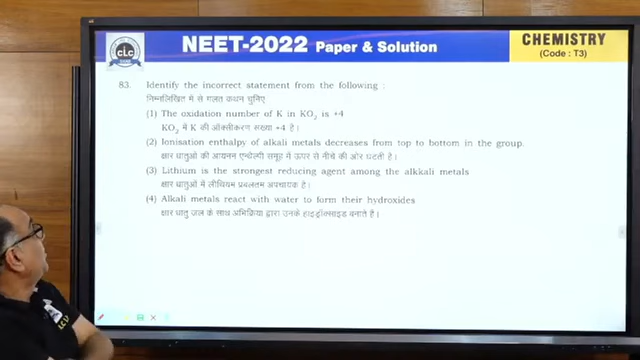 CLC
NEET-2022 Paper & Solution
CHEMISTRY
(Code : T3)
83. Identify the incorrect statement from the following :
निम्नलिखित में से गलत कथन चुनिए
(1) The oxidation number of K in KO₂ is +4
KO₂ में K की ऑक्सीकरण संख्या +4 है।
(2) Ionisation enthalpy of alkali metals decreases from top to bottom in the group.
क्षार धातुओं की आयनन एन्थैल्पी समूह में ऊपर से नीचे की ओर घटती है।
(3) Lithium is the strongest reducing agent among the alkkali metals
क्षार धातुओं में लीथियम प्रबलतम अपचायक है।
(4) Alkali metals react with water to form their hydroxides
क्षार धातु जल के साथ अभिक्रिया द्वारा उनके हाइड्रॉक्साइड बनाते है।